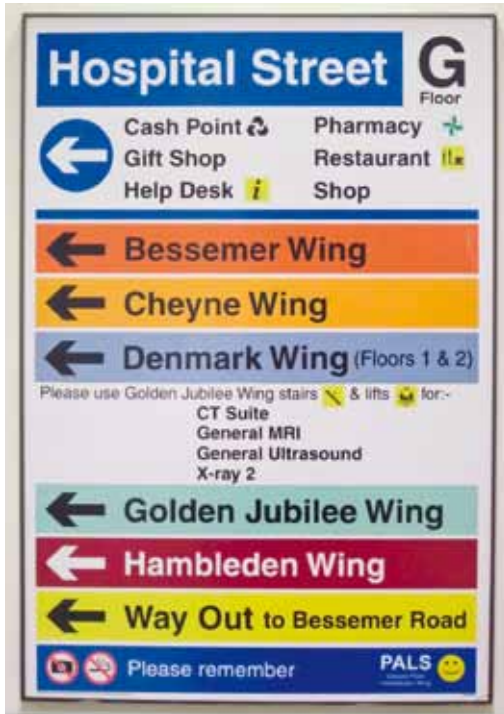 Hospital Street
G
Floor
Cash Point
Pharmacy
Gift Shop
Restaurant
Help Desk i
Shop
Bessemer Wing
Cheyne Wing
Denmark Wing (Floors 1 & 2)
Please use Golden Jubilee Wing stairs & lifts for:-
CT Suite
General MRI
General Ultrasound
X-ray 2
Golden Jubilee Wing
Hambleden Wing
Way Out to Bessemer Road
Please remember
PALS